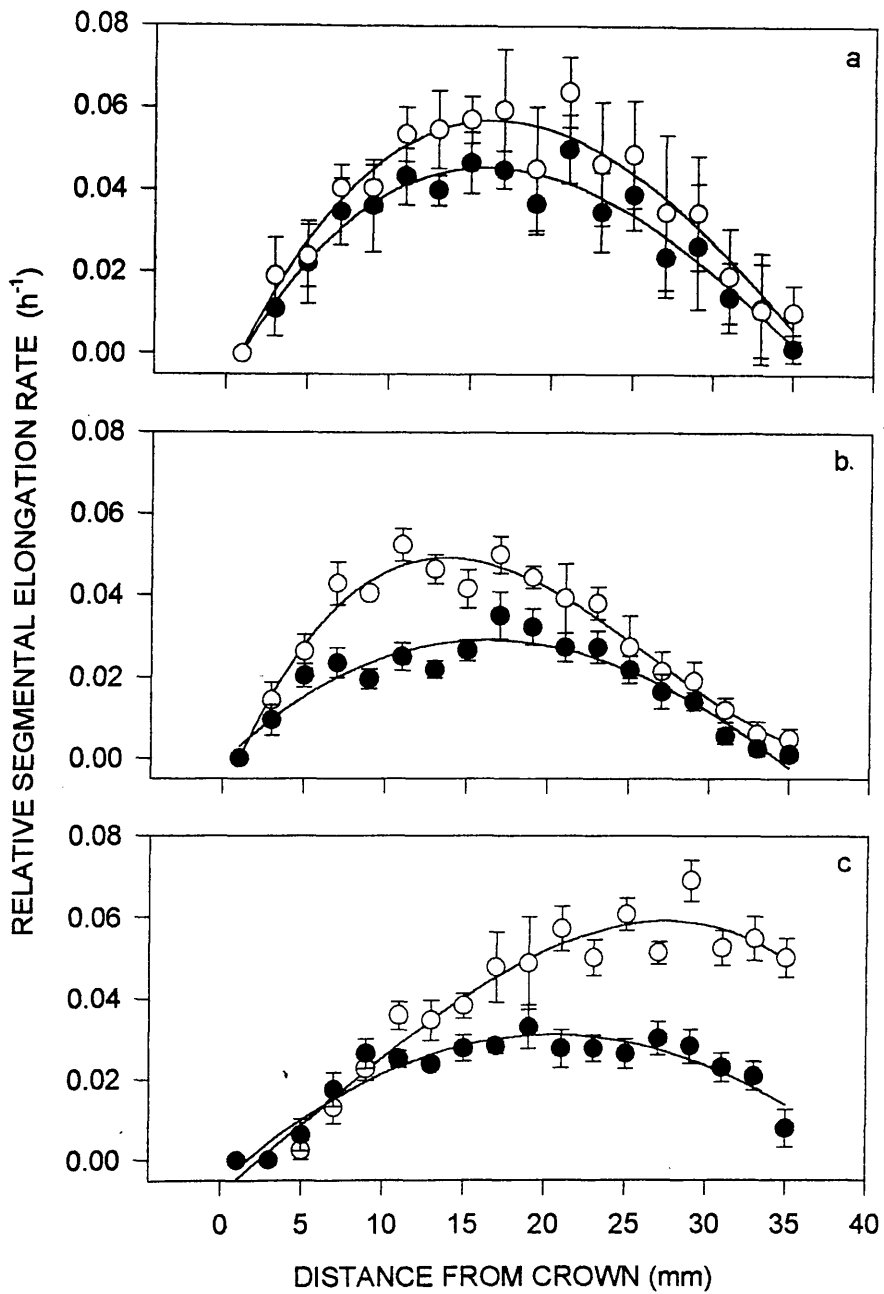 RELATIVE SEGMENTAL ELONGATION RATE (h-1)
0.08
0.06
0.04
0.02
0.00
a
0.08
0.06
0.04
0.02
0.00
b.
0.08
0.06
0.04
0.02
0.00
c
0 5 10 15 20 25 30 35 40
DISTANCE FROM CROWN (mm)